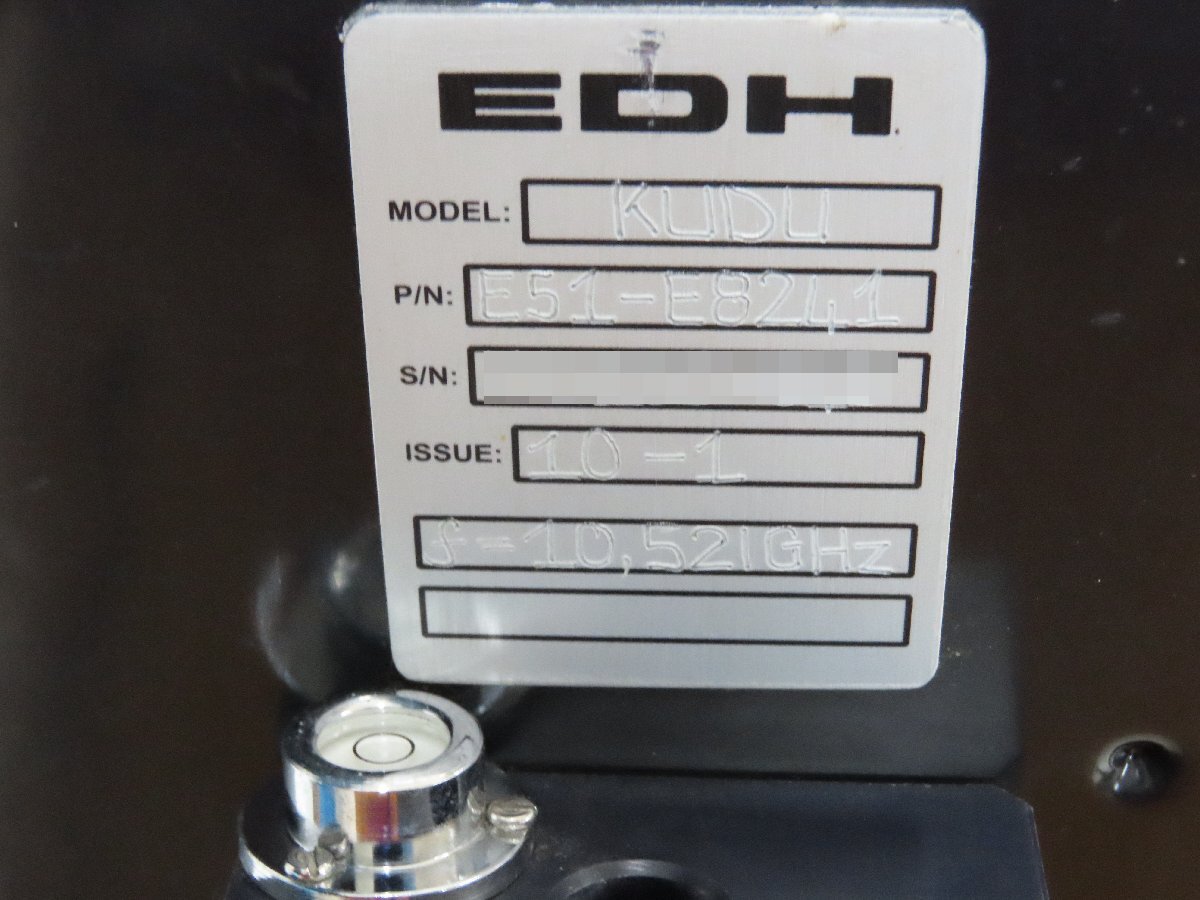 EDH
MODEL: KUDU
P/N: E51-E8241
S/N:
ISSUE: 10-1
f=10,521GHz